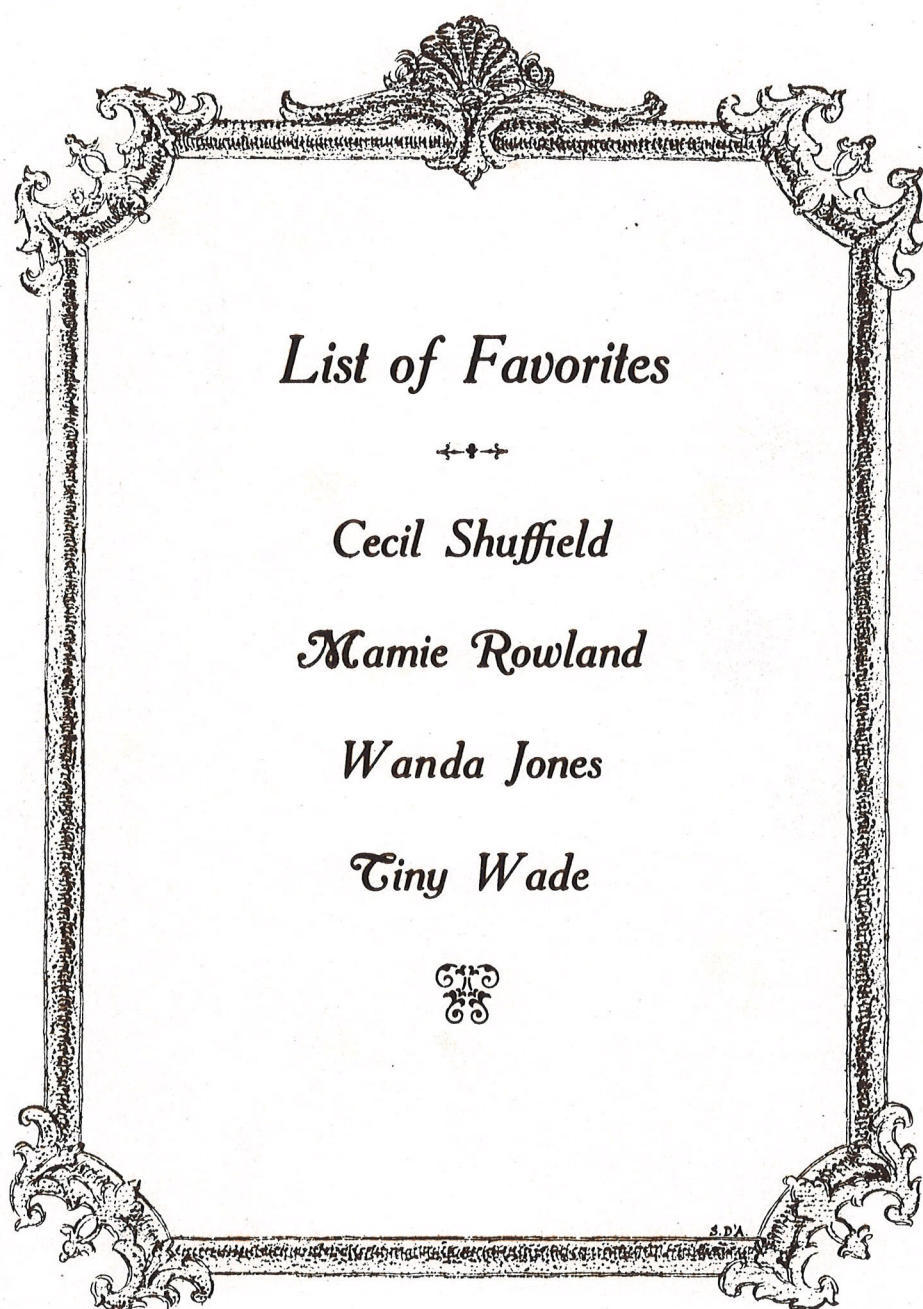 List of Favorites
Cecil Shuffield
Mamie Rowland
Wanda Jones
Tiny Wade
S. D'A.